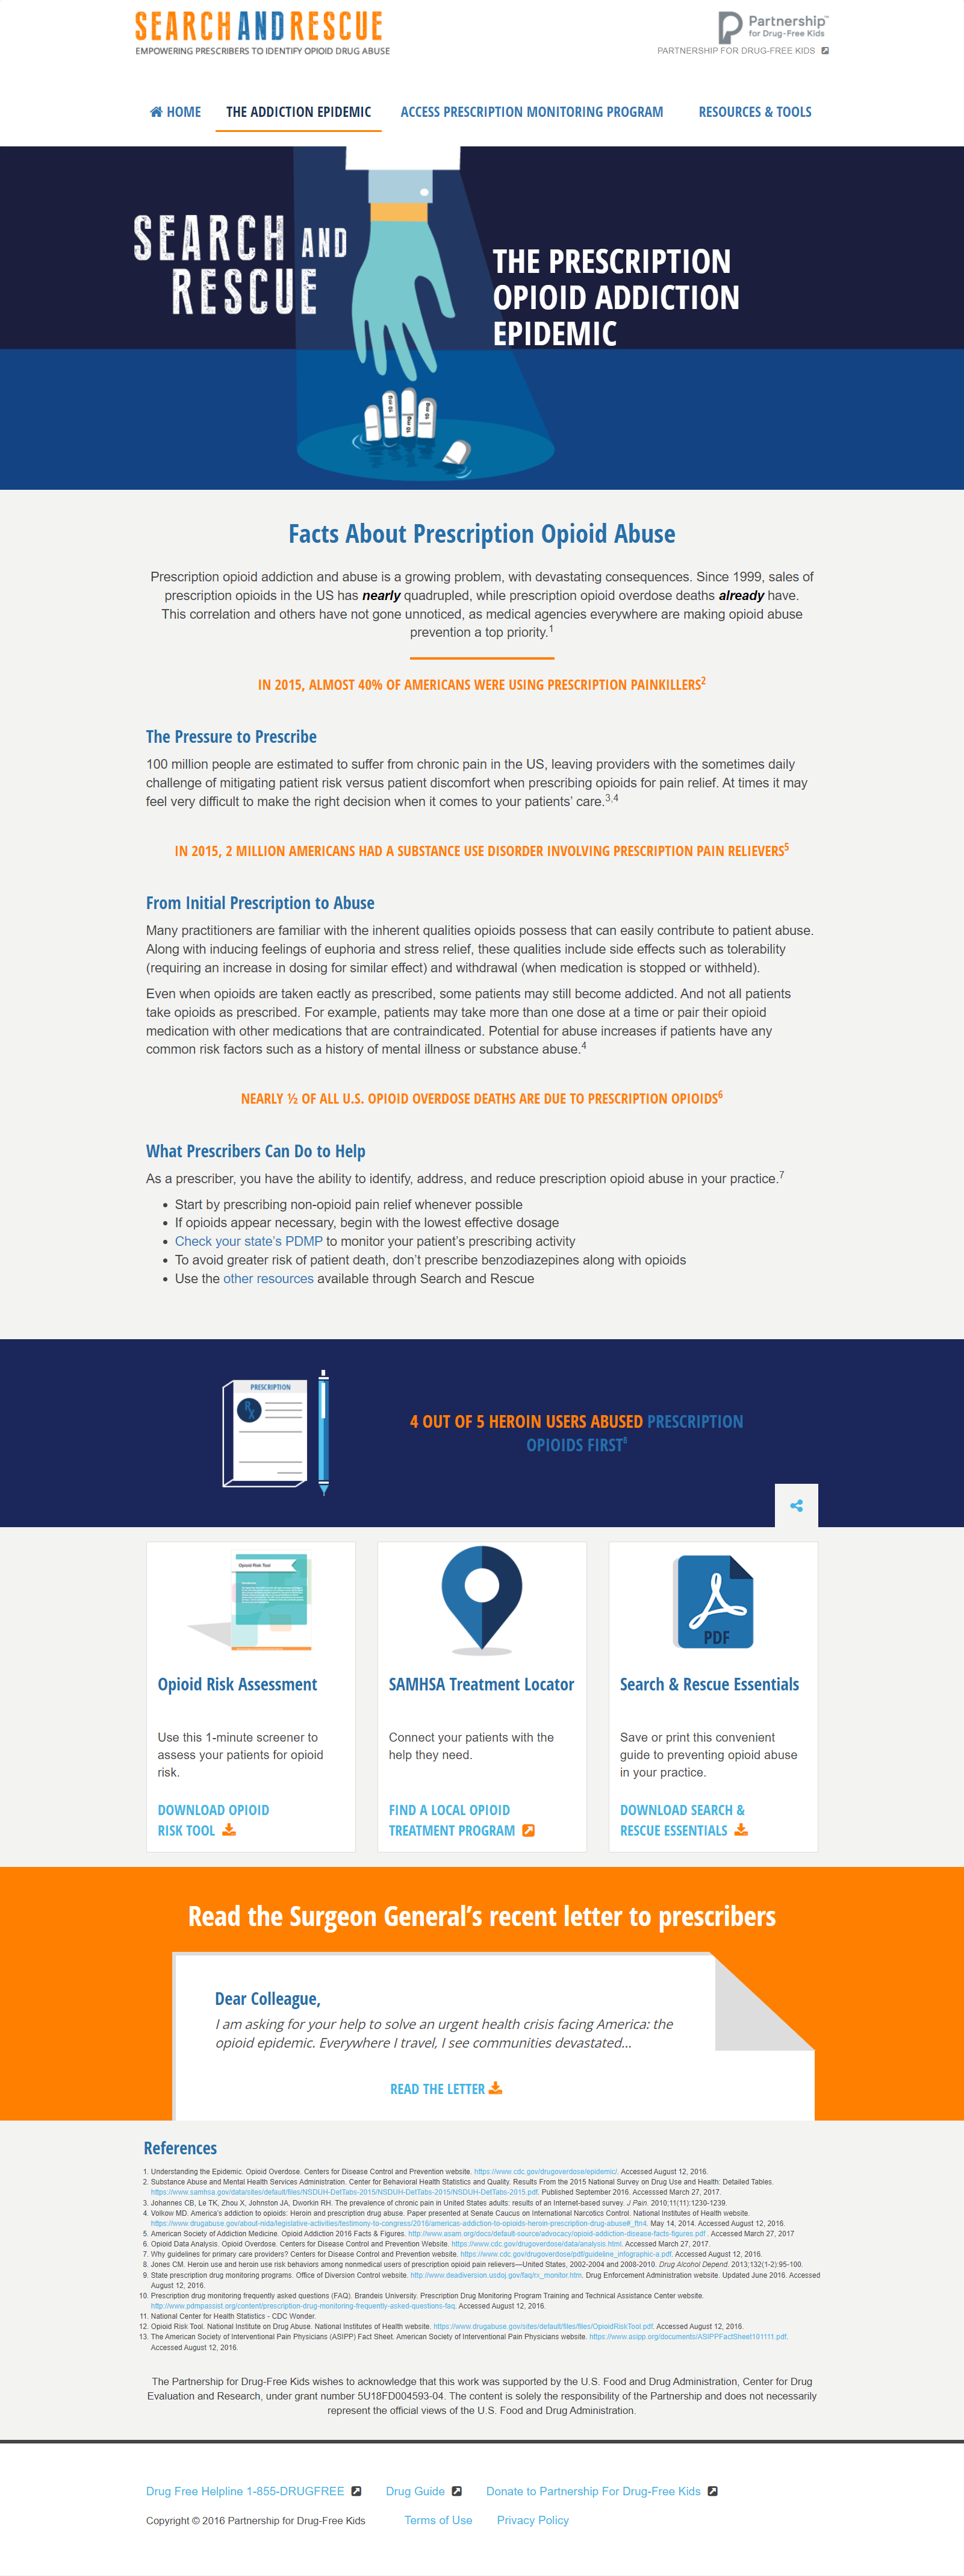 SEARCH AND RESCUE
EMPOWERING PRESCRIBERS TO IDENTIFY OPIOID DRUG ABUSE
Partnership™
for Drug-Free Kids
PARTNERSHIP FOR DRUG-FREE KIDS
HOME THE ADDICTION EPIDEMIC ACCESS PRESCRIPTION MONITORING PROGRAM RESOURCES & TOOLS
SEARCH AND
RESCUE
THE PRESCRIPTION
OPIOID ADDICTION
EPIDEMIC
10 mg 10 mg 10 mg 10 mg
Facts About Prescription Opioid Abuse
Prescription opioid addiction and abuse is a growing problem, with devastating consequences. Since 1999, sales of
prescription opioids in the US has nearly quadrupled, while prescription opioid overdose deaths already have.
This correlation and others have not gone unnoticed, as medical agencies everywhere are making opioid abuse
prevention a top priority.1
IN 2015, ALMOST 40% OF AMERICANS WERE USING PRESCRIPTION PAINKILLERS2
The Pressure to Prescribe
100 million people are estimated to suffer from chronic pain in the US, leaving providers with the sometimes daily
challenge of mitigating patient risk versus patient discomfort when prescribing opioids for pain relief. At times it may
feel very difficult to make the right decision when it comes to your patients' care.3,4
IN 2015, 2 MILLION AMERICANS HAD A SUBSTANCE USE DISORDER INVOLVING PRESCRIPTION PAIN RELIEVERS5
From Initial Prescription to Abuse
Many practitioners are familiar with the inherent qualities opioids possess that can easily contribute to patient abuse.
Along with inducing feelings of euphoria and stress relief, these qualities include side effects such as tolerability
(requiring an increase in dosing for similar effect) and withdrawal (when medication is stopped or withheld).
Even when opioids are taken eactly as prescribed, some patients may still become addicted. And not all patients
take opioids as prescribed. For example, patients may take more than one dose at a time or pair their opioid
medication with other medications that are contraindicated. Potential for abuse increases if patients have any
common risk factors such as a history of mental illness or substance abuse.4
NEARLY ½ OF ALL U.S. OPIOID OVERDOSE DEATHS ARE DUE TO PRESCRIPTION OPIOIDS6
What Prescribers Can Do to Help
As a prescriber, you have the ability to identify, address, and reduce prescription opioid abuse in your practice.7
• Start by prescribing non-opioid pain relief whenever possible
• If opioids appear necessary, begin with the lowest effective dosage
• Check your state's PDMP to monitor your patient's prescribing activity
• To avoid greater risk of patient death, don't prescribe benzodiazepines along with opioids
• Use the other resources available through Search and Rescue
PRESCRIPTION
Rx
4 OUT OF 5 HEROIN USERS ABUSED PRESCRIPTION
OPIOIDS FIRST8
Opioid Risk Tool
PDF
Opioid Risk Assessment
Use this 1-minute screener to
assess your patients for opioid
risk.
DOWNLOAD OPIOID
RISK TOOL
SAMHSA Treatment Locator
Connect your patients with the
help they need.
FIND A LOCAL OPIOID
TREATMENT PROGRAM
Search & Rescue Essentials
Save or print this convenient
guide to preventing opioid abuse
in your practice.
DOWNLOAD SEARCH &
RESCUE ESSENTIALS
Read the Surgeon General's recent letter to prescribers
Dear Colleague,
I am asking for your help to solve an urgent health crisis facing America: the
opioid epidemic. Everywhere I travel, I see communities devastated...
READ THE LETTER
References
1. Understanding the Epidemic. Opioid Overdose. Centers for Disease Control and Prevention website. https://www.cdc.gov/drugoverdose/epidemic/. Accessed August 12, 2016.
2. Substance Abuse and Mental Health Services Administration. Center for Behavioral Health Statistics and Quality. Results From the 2015 National Survey on Drug Use and Health: Detailed Tables.
https://www.samhsa.gov/data/sites/default/files/NSDUH-DetTabs-2015/NSDUH-DetTabs-2015/NSDUH-DetTabs-2015.pdf. Published September 2016. Accesssed March 27, 2017.
3. Johannes CB, Le TK, Zhou X, Johnston JA, Dworkin RH. The prevalence of chronic pain in United States adults: results of an Internet-based survey. J Pain. 2010;11(11):1230-1239.
4. Volkow MD. America's addiction to opioids: Heroin and prescription drug abuse. Paper presented at Senate Caucus on International Narcotics Control. National Institutes of Health website.
https://www.drugabuse.gov/about-nida/legislative-activities/testimony-to-congress/2016/americas-addiction-to-opioids-heroin-prescription-drug-abuse#_ftn4. May 14, 2014. Accessed August 12, 2016.
5. American Society of Addiction Medicine. Opioid Addiction 2016 Facts & Figures. http://www.asam.org/docs/default-source/advocacy/opioid-addiction-disease-facts-figures.pdf . Accessed March 27, 2017
6. Opioid Data Analysis. Opioid Overdose. Centers for Disease Control and Prevention Website. https://www.cdc.gov/drugoverdose/data/analysis.html. Accessed March 27, 2017.
7. Why guidelines for primary care providers? Centers for Disease Control and Prevention website. https://www.cdc.gov/drugoverdose/pdf/guideline_infographic-a.pdf. Accessed August 12, 2016.
8. Jones CM. Heroin use and heroin use risk behaviors among nonmedical users of prescription opioid pain relievers—United States, 2002-2004 and 2008-2010. Drug Alcohol Depend. 2013;132(1-2):95-100.
9. State prescription drug monitoring programs. Office of Diversion Control website. http://www.deadiversion.usdoj.gov/faq/rx_monitor.htm. Drug Enforcement Administration website. Updated June 2016. Accessed
August 12, 2016.
10. Prescription drug monitoring frequently asked questions (FAQ). Brandeis University. Prescription Drug Monitoring Program Training and Technical Assistance Center website.
http://www.pdmpassist.org/content/prescription-drug-monitoring-frequently-asked-questions-faq. Accessed August 12, 2016.
11. National Center for Health Statistics - CDC Wonder.
12. Opioid Risk Tool. National Institute on Drug Abuse. National Institutes of Health website. https://www.drugabuse.gov/sites/default/files/files/OpioidRiskTool.pdf. Accessed August 12, 2016.
13. The American Society of Interventional Pain Physicians (ASIPP) Fact Sheet. American Society of Interventional Pain Physicians website. https://www.asipp.org/documents/ASIPPFactSheet101111.pdf.
Accessed August 12, 2016.
The Partnership for Drug-Free Kids wishes to acknowledge that this work was supported by the U.S. Food and Drug Administration, Center for Drug
Evaluation and Research, under grant number 5U18FD004593-04. The content is solely the responsibility of the Partnership and does not necessarily
represent the official views of the U.S. Food and Drug Administration.
Drug Free Helpline 1-855-DRUGFREE Drug Guide Donate to Partnership For Drug-Free Kids
Copyright © 2016 Partnership for Drug-Free Kids Terms of Use Privacy Policy